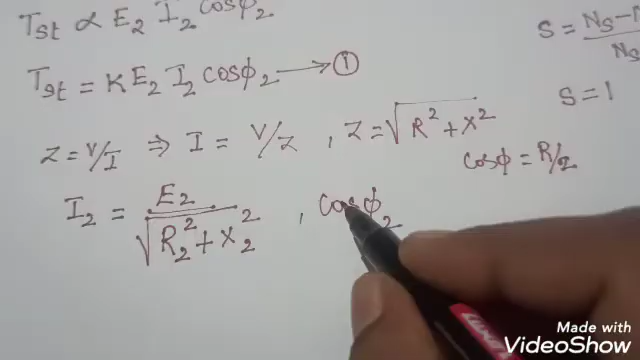 Tst ∝ E₂ I₂ cosϕ₂
Tst = K E₂ I₂ cosϕ₂ ⟶ ①
S = Ns – N
Ns
S = 1
Z = V/I ⇒ I = V/Z , Z = √R² + X²
cosϕ = R/Z
I₂ = E₂ / √R₂² + X₂² , cosϕ₂
Made with
VideoShow